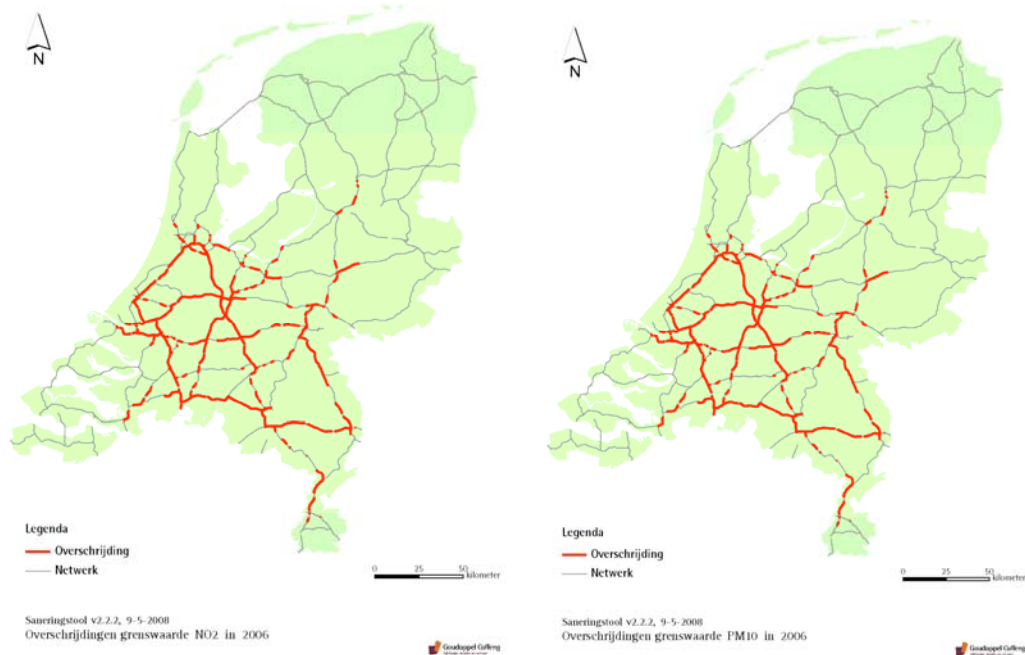 N
Legenda
Overschrijding
Netwerk
0 25 50
kilometer
Saneringstool v2.2.2, 9-5-2008
Overschrijdingen grenswaarde NO2 in 2006
Goudappel Coffeng
N
Legenda
Overschrijding
Netwerk
0 25 50
kilometer
Saneringstool v2.2.2, 9-5-2008
Overschrijdingen grenswaarde PM10 in 2006
Goudappel Coffeng